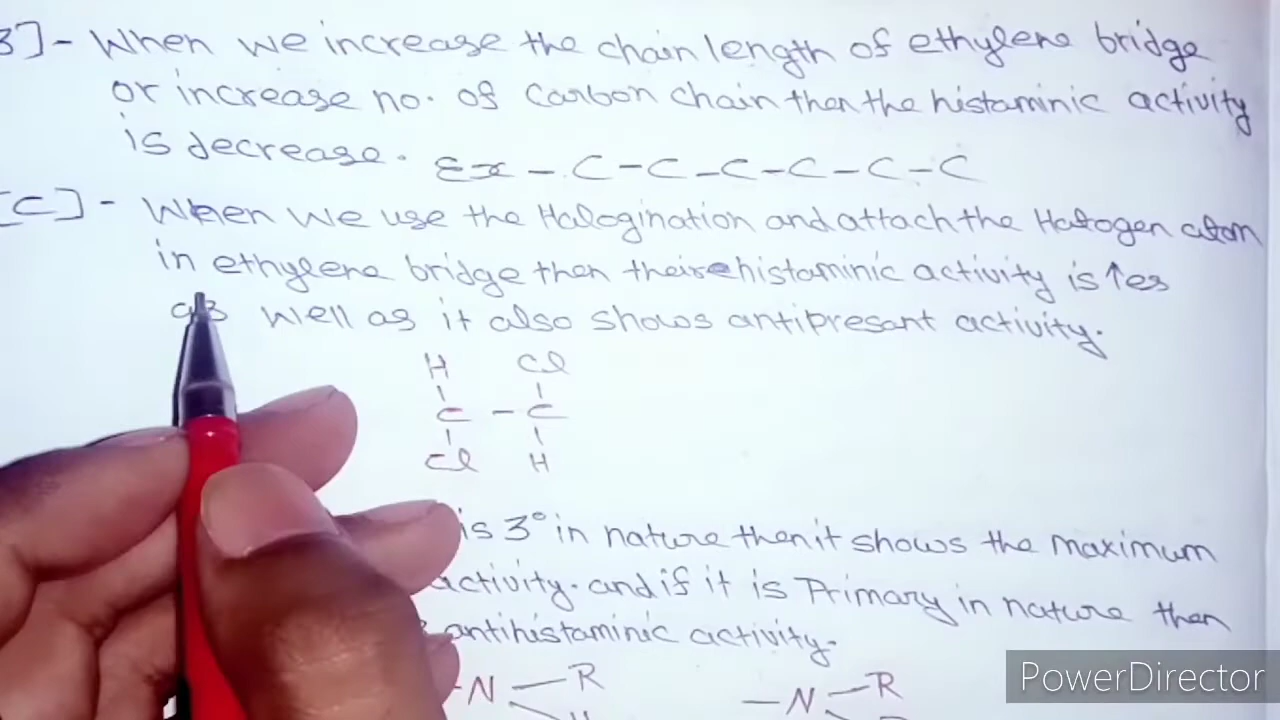 B] - When we increase the chain length of ethylene bridge
or increase no. of carbon chain then the histaminic activity
is decrease. Ex - C - C - C - C - C - C
[C] - When we use the Halogination and attach the Halogen atom
in ethylene bridge then their histaminic activity is ↑es
as well as it also shows antipresant activity.
H Cl
C - C
Cl H
is 3° in nature then it shows the maximum
activity. and if it is Primary in nature then
antihistaminic activity.
-N-R -N-R
PowerDirector